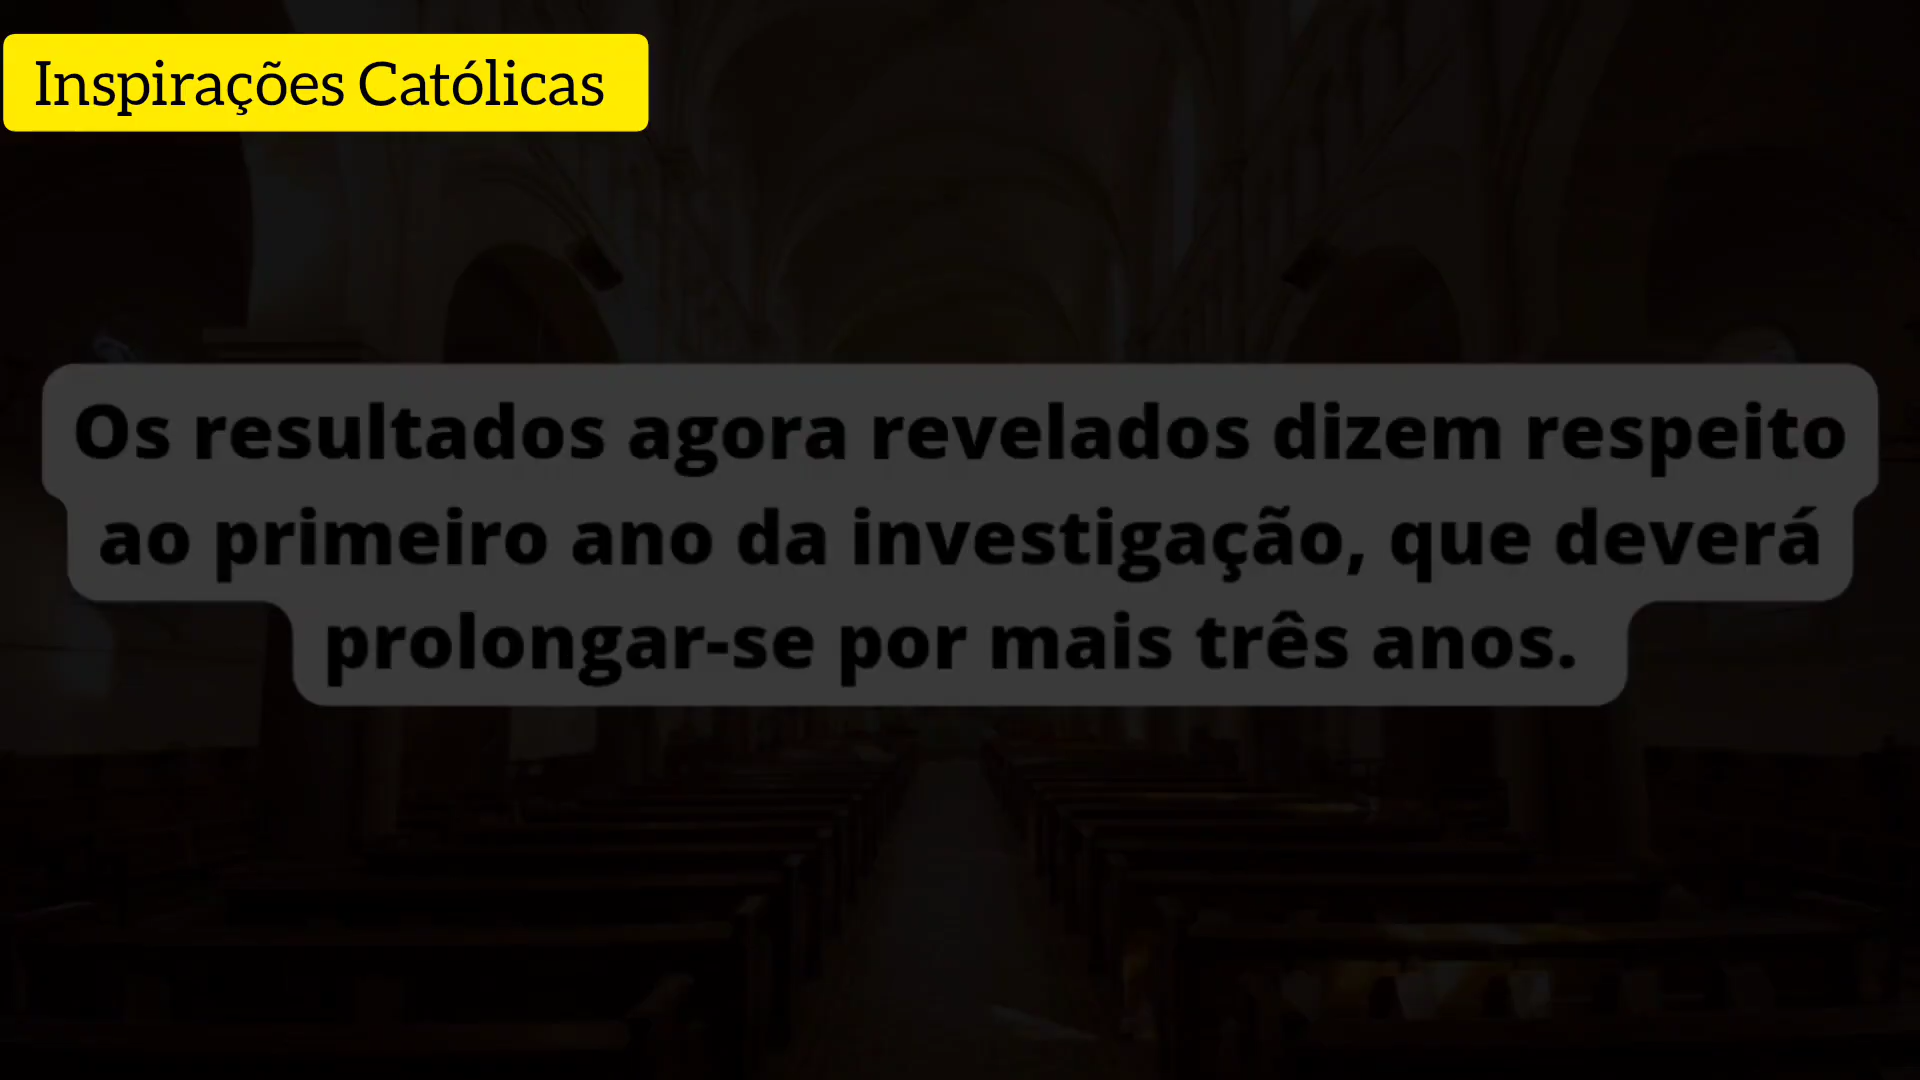 Inspirações Católicas
Os resultados agora revelados dizem respeito
ao primeiro ano da investigação, que deverá
prolongar-se por mais três anos.